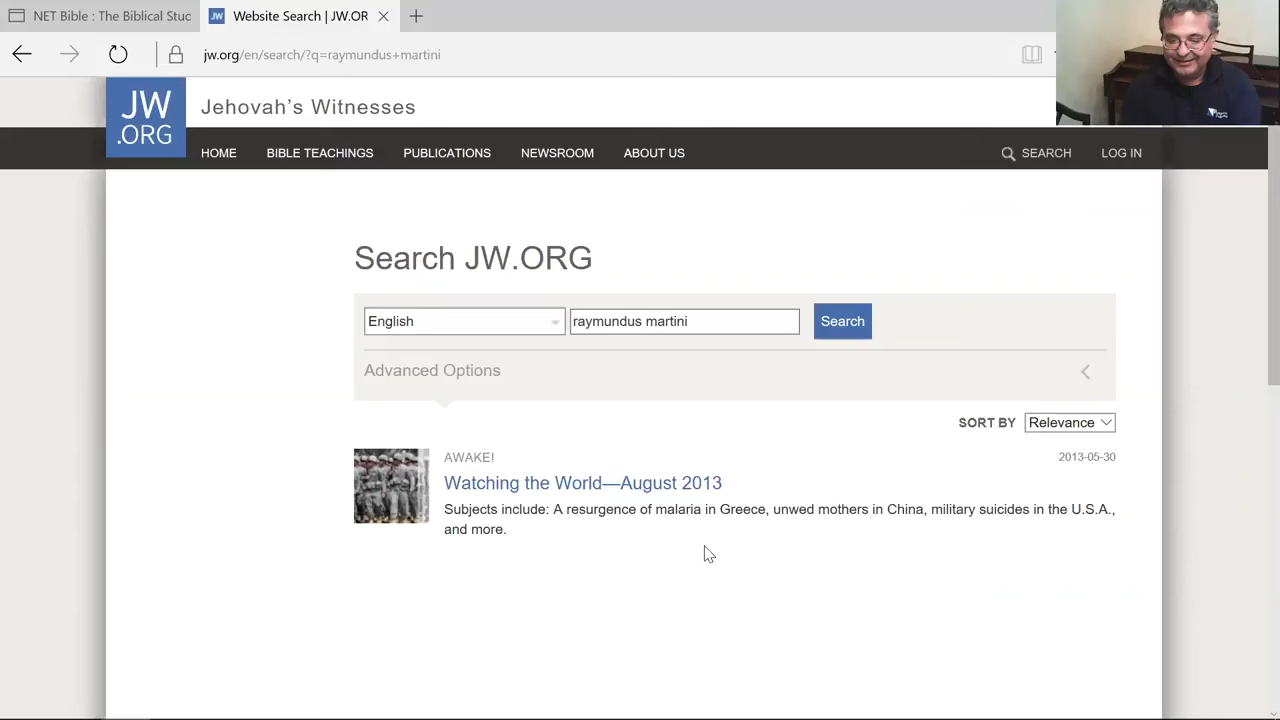 NET Bible : The Biblical Stuc
Website Search | JW.OR
jw.org/en/search/?q=raymundus+martini
JW
.ORG
Jehovah's Witnesses
HOME
BIBLE TEACHINGS
PUBLICATIONS
NEWSROOM
ABOUT US
SEARCH
LOG IN
Search JW.ORG
English
raymundus martini
Search
Advanced Options
SORT BY
Relevance
AWAKE!
2013-05-30
Watching the World—August 2013
Subjects include: A resurgence of malaria in Greece, unwed mothers in China, military suicides in the U.S.A.,
and more.